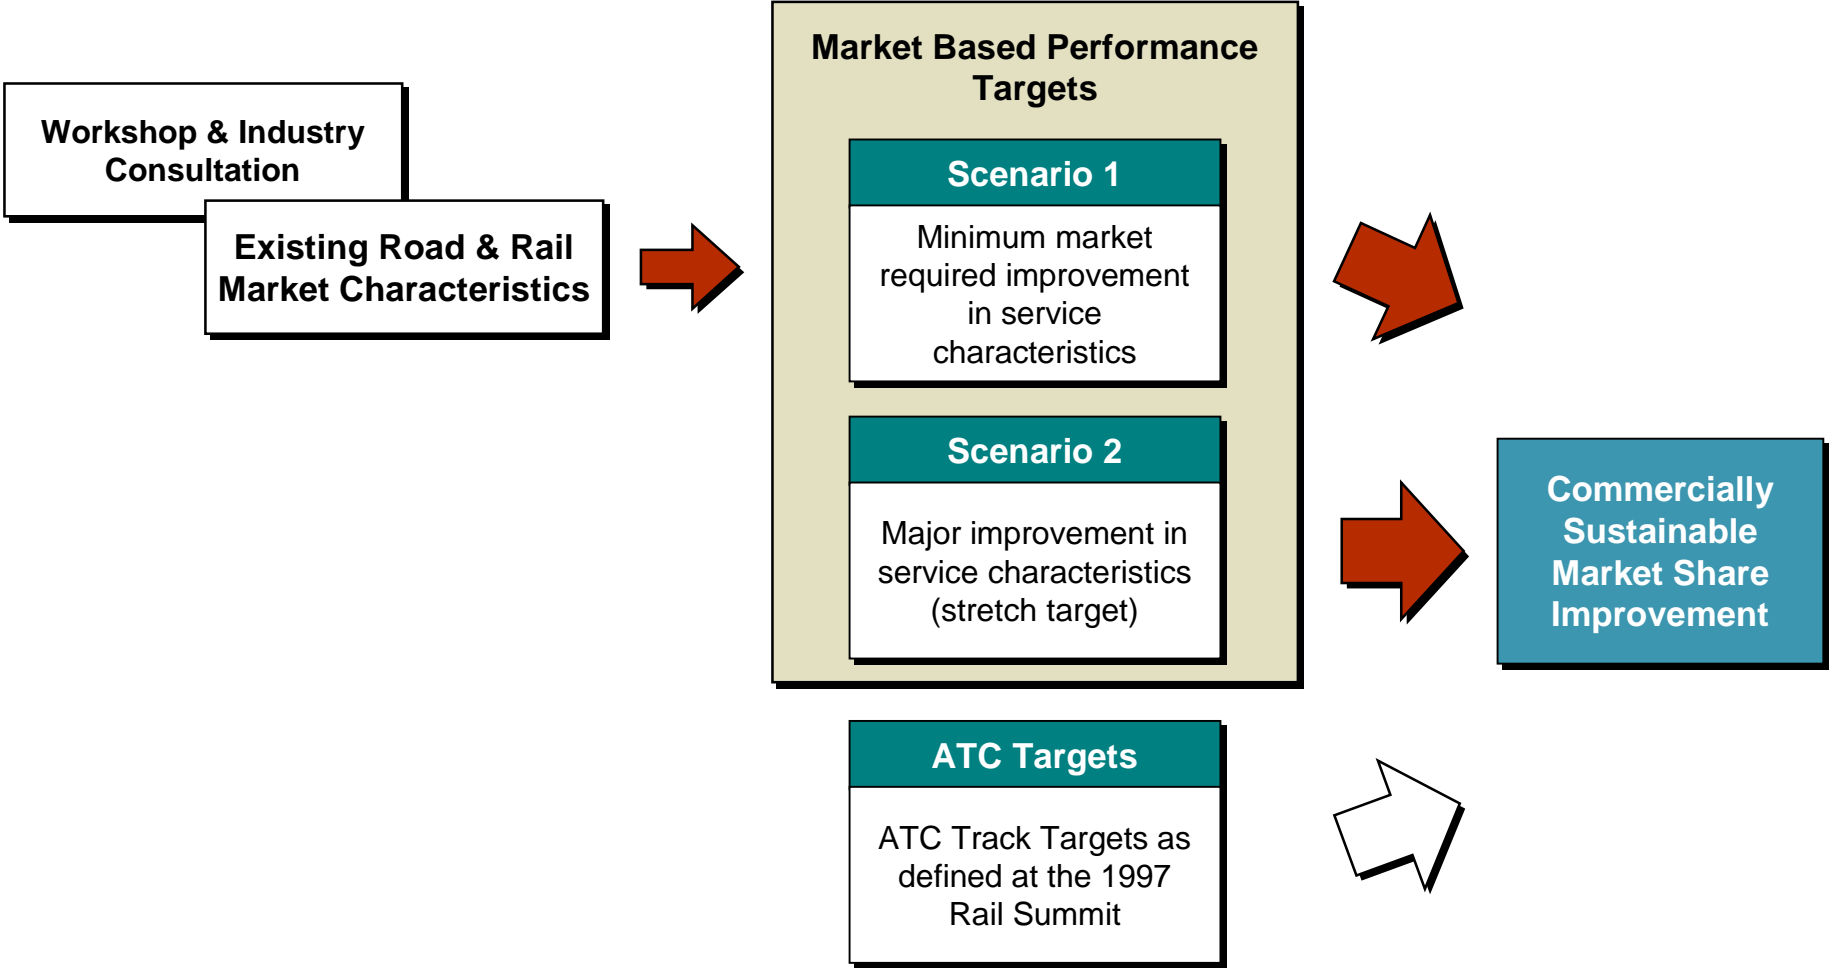 Workshop & Industry
Consultation
Existing Road & Rail
Market Characteristics
Market Based Performance
Targets
Scenario 1
Minimum market
required improvement
in service
characteristics
Scenario 2
Major improvement in
service characteristics
(stretch target)
ATC Targets
ATC Track Targets as
defined at the 1997
Rail Summit
Commercially
Sustainable
Market Share
Improvement